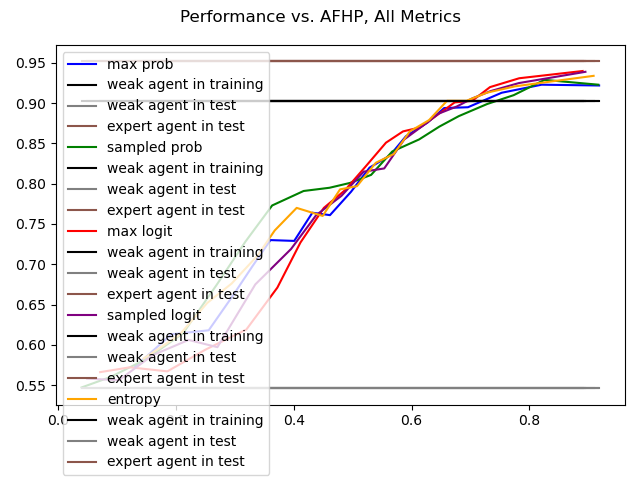 Performance vs. AFHP, All Metrics
0.95
0.90
0.85
0.80
0.75
0.70
0.65
0.60
0.55
max prob
weak agent in training
weak agent in test
expert agent in test
sampled prob
weak agent in training
weak agent in test
expert agent in test
max logit
weak agent in training
weak agent in test
expert agent in test
sampled logit
weak agent in training
weak agent in test
expert agent in test
entropy
weak agent in training
weak agent in test
expert agent in test
0.0 0.4 0.6 0.8